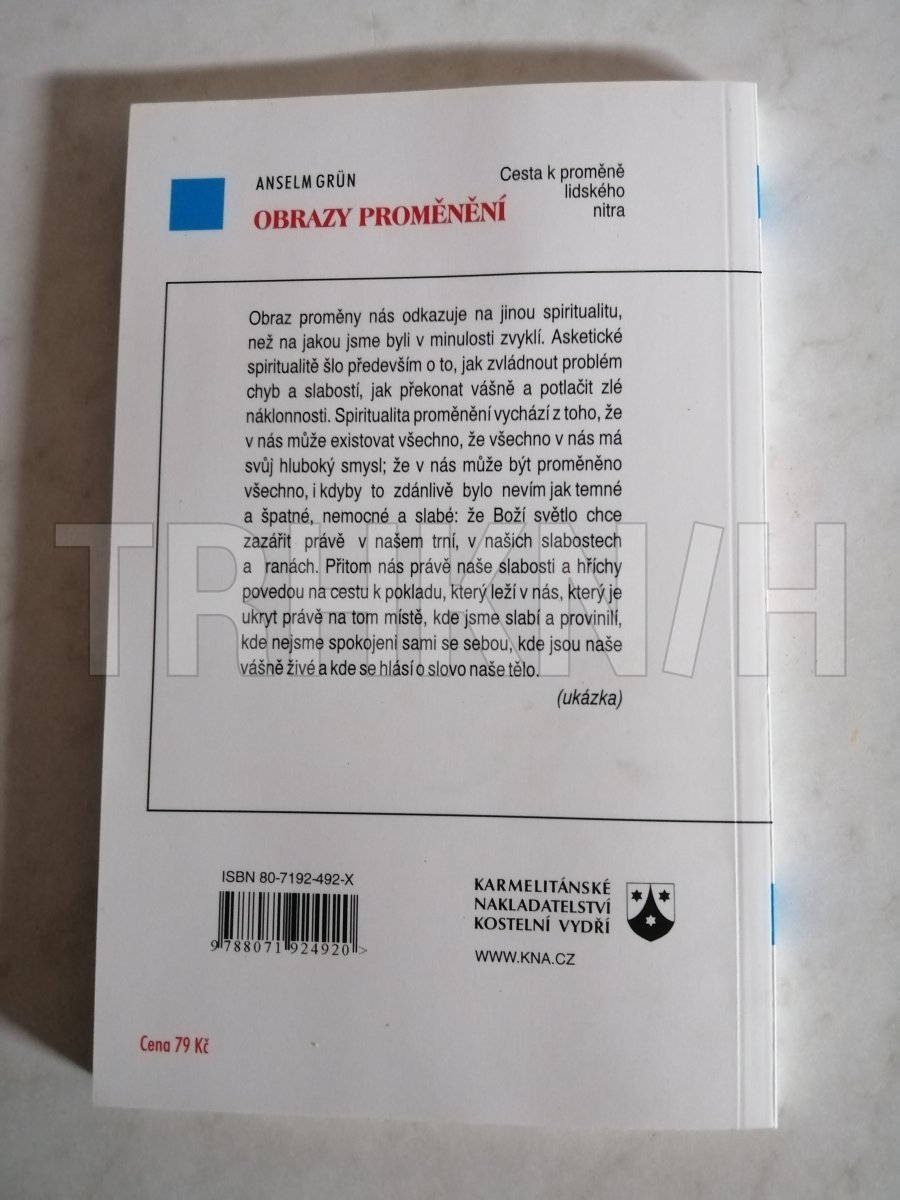 ANSELM GRÜN
OBRAZY PROMĚNĚNÍ
Cesta k proměně
lidského
nitra
Obraz proměny nás odkazuje na jinou spiritualitu,
než na jakou jsme byli v minulosti zvyklí. Asketické
spiritualitě šlo především o to, jak zvládnout problém
chyb a slabostí, jak překonat vášně a potlačit zlé
náklonnosti. Spiritualita proměnění vychází z toho, že
v nás může existovat všechno, že všechno v nás má
svůj hluboký smysl; že v nás může být proměněno
všechno, i kdyby to zdánlivě bylo nevím jak temné
a špatné, nemocné a slabé: že Boží světlo chce
zazářit právě v našem trní, v našich slabostech
a ranách. Přitom nás právě naše slabosti a hříchy
povedou na cestu k pokladu, který leží v nás, který je
ukryt právě na tom místě, kde jsme slabí a provinilí,
kde nejsme spokojeni sami se sebou, kde jsou naše
vášně živé a kde se hlásí o slovo naše tělo.
(ukázka)
TRHKNIH
ISBN 80-7192-492-X
9 788071 924920 >
KARMELITÁNSKÉ
NAKLADATELSTVÍ
KOSTELNÍ VYDŘÍ
WWW.KNA.CZ
Cena 79 Kč